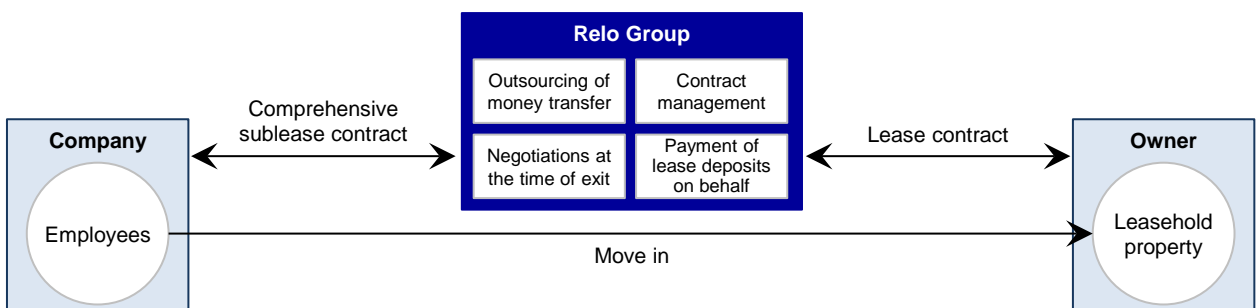 Relo Group
Outsourcing of
money transfer
Contract
management
Negotiations at
the time of exit
Payment of
lease deposits
on behalf
Comprehensive
sublease contract
Lease contract
Company
Employees
Owner
Leasehold
property
Move in